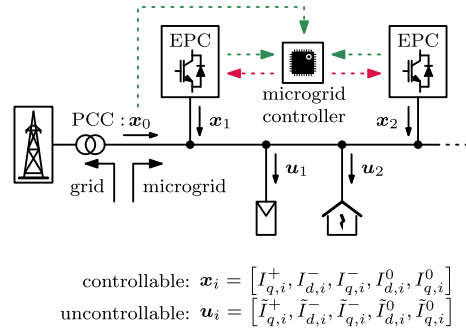 EPC
EPC
PCC : x₀
x₁
microgrid
controller
x₂
grid
microgrid
u₁
u₂
controllable: xᵢ = [I⁺q,i, I⁻d,i, I⁻q,i, I⁰d,i, I⁰q,i]
uncontrollable: uᵢ = [Ĩ⁺q,i, Ĩ⁻d,i, Ĩ⁻q,i, Ĩ⁰d,i, Ĩ⁰q,i]